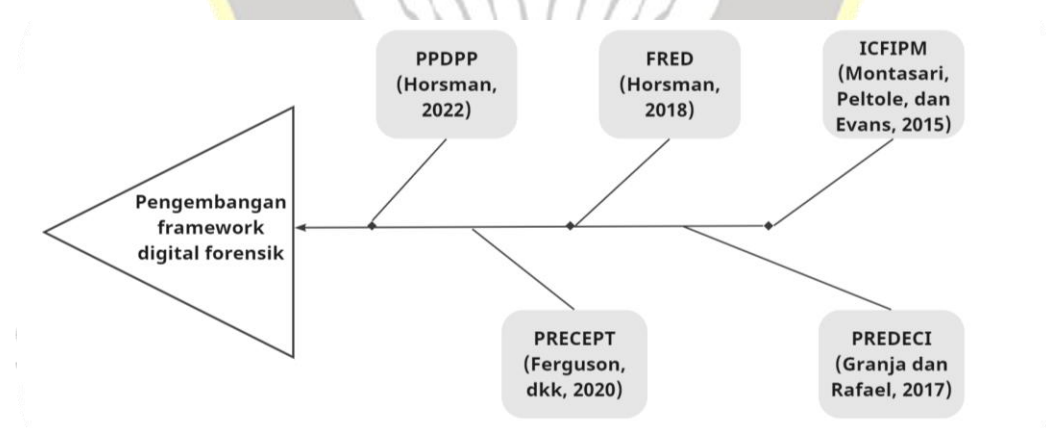 PPDPP
(Horsman,
2022)
FRED
(Horsman,
2018)
ICFIPM
(Montasari,
Peltole, dan
Evans, 2015)
Pengembangan
framework
digital forensik
PRECEPT
(Ferguson,
dkk, 2020)
PREDECI
(Granja dan
Rafael, 2017)